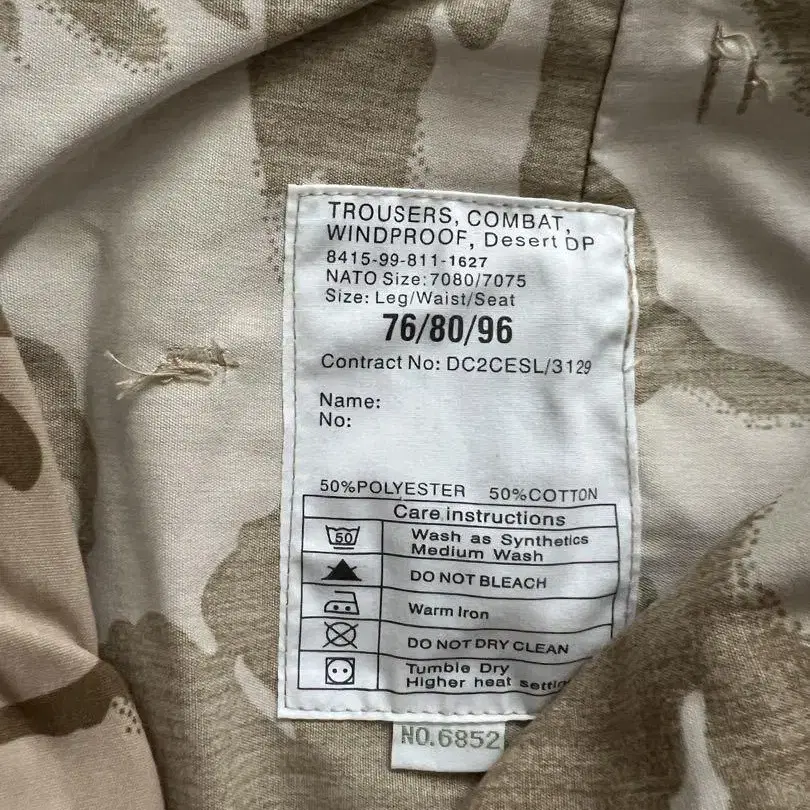 TROUSERS, COMBAT,
WINDPROOF, Desert DP
8415-99-811-1627
NATO Size:7080/7075
Size: Leg/Waist/Seat
76/80/96
Contract No: DC2CESL/3129
Name:
No:
50%POLYESTER 50%COTTON
Care instructions
50 Wash as Synthetics
Medium Wash
DO NOT BLEACH
Warm Iron
DO NOT DRY CLEAN
Tumble Dry
Higher heat
NO.6852